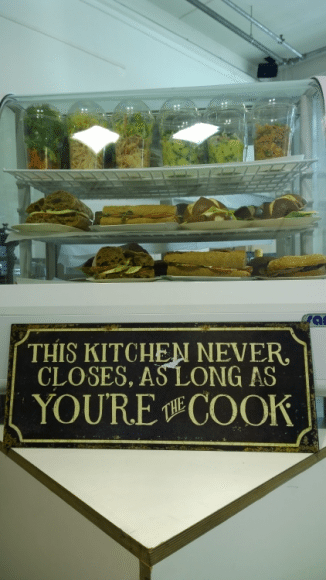 THIS KITCHEN NEVER
CLOSES, AS LONG AS
YOU'RE THE COOK